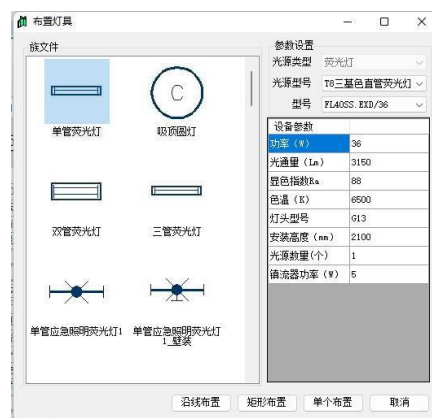 布置灯具
族文件
单管荧光灯
C
吸顶圆灯
双管荧光灯
三管荧光灯
单管应急照明荧光灯1
单管应急照明荧光灯
1_壁装
参数设置
光源类型 荧光灯
光源型号 T8三基色直管荧光灯
型号 FL40SS.EXD/36
设备参数
功率(W) 36
光通量(Lm) 3150
显色指数Ra 88
色温(K) 6500
灯头型号 G13
安装高度(mm) 2100
光源数量(个) 1
镇流器功率(W) 5
沿线布置 矩形布置 单个布置 取消